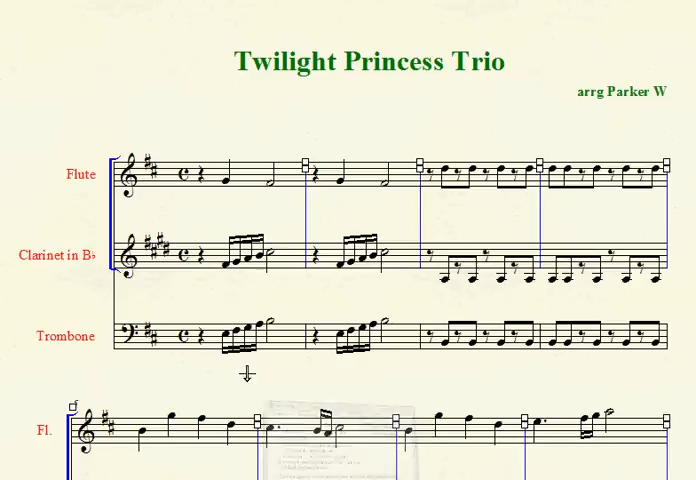 Twilight Princess Trio
arrg Parker W
Flute
Clarinet in B♭
Trombone
Fl.